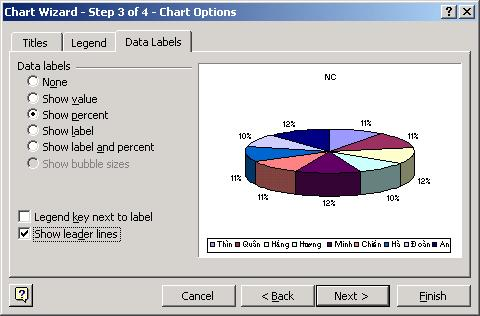 Chart Wizard - Step 3 of 4 - Chart Options
Titles Legend Data Labels
Data labels
None
Show value
Show percent
Show label
Show label and percent
Show bubble sizes
Legend key next to label
Show leader lines
NC
12% 11%
10% 11%
11% 12%
11% 10%
12%
Thìn Quân Hằng Hương Minh Chiến Hà Đoàn An
? Cancel < Back Next > Finish